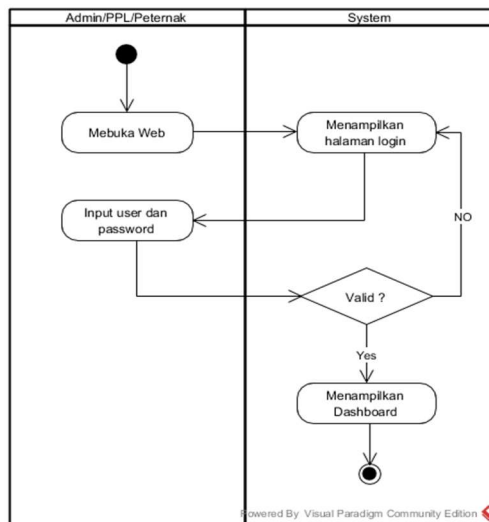 Admin/PPL/Peternak
System
Mebuka Web
Menampilkan
halaman login
Input user dan
password
NO
Valid ?
Yes
Menampilkan
Dashboard
Powered By Visual Paradigm Community Edition